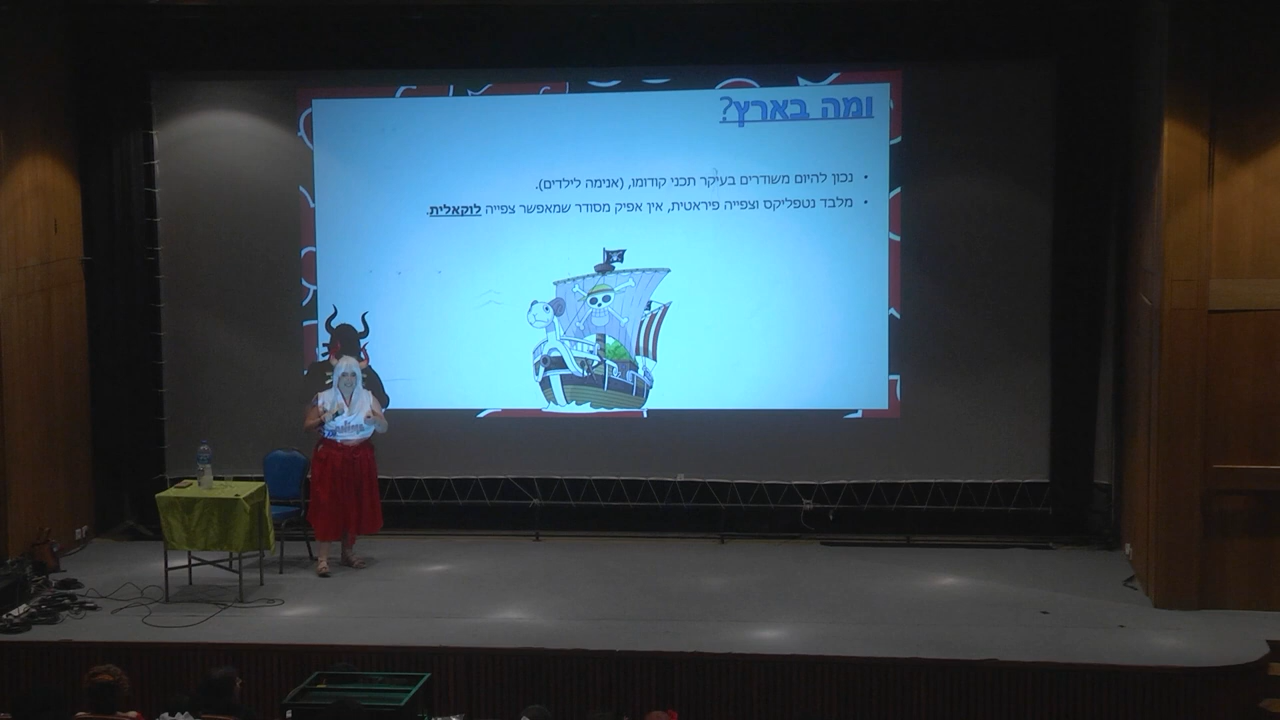 ומה בארץ?
• נכון להיום משודרים בעיקר תכני קודומו, (אנימה לילדים).
• מלבד נטפליקס וצפייה פיראטית, אין אפיק מסודר שמאפשר צפייה לוקאלית.